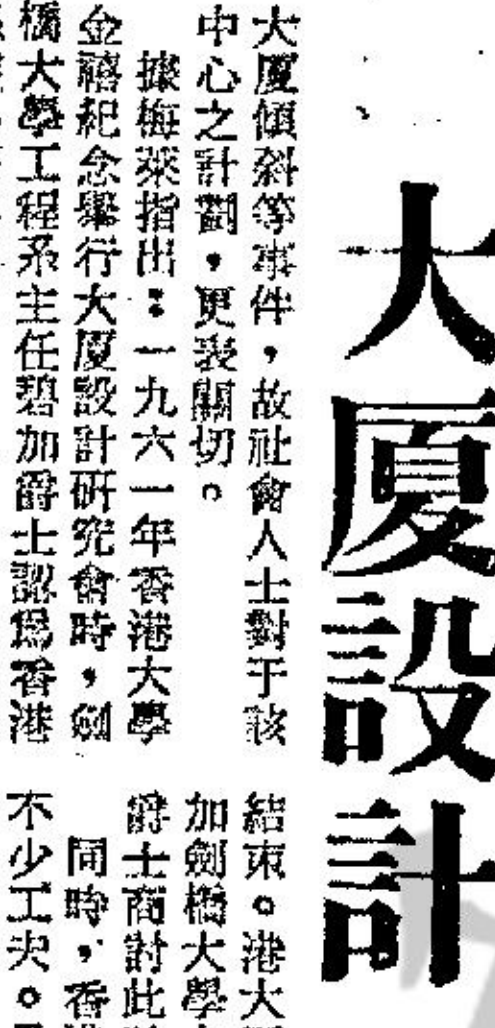 大厦設計
大厦傾斜等事件，故社會人士對于該
中心之計劃，更表關切。
據梅萊指出：一九六一年香港大學
金禧紀念舉行大厦設計研究會時，劍
橋大學工程系主任碧加爵士認爲香港
結束。港大
加劍橋大學
爵士商討此
同時，香港
不少工夫。